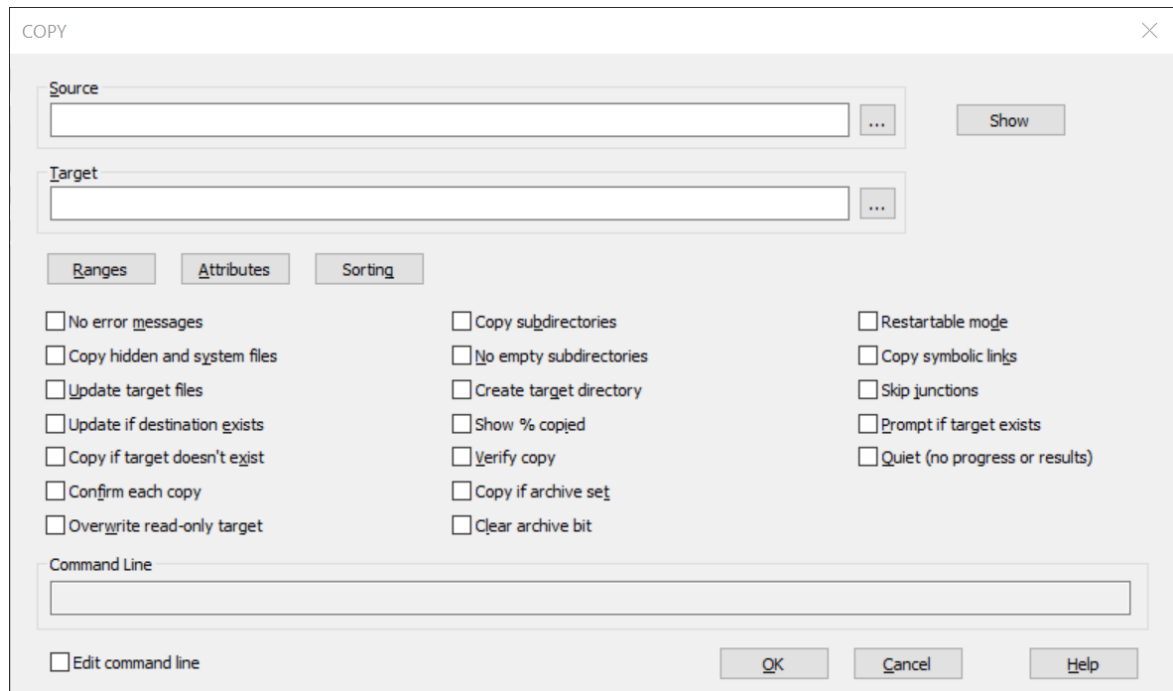 COPY
Source
... Show
Target
...
Ranges Attributes Sorting
No error messages Copy subdirectories Restartable mode
Copy hidden and system files No empty subdirectories Copy symbolic links
Update target files Create target directory Skip junctions
Update if destination exists Show % copied Prompt if target exists
Copy if target doesn't exist Verify copy Quiet (no progress or results)
Confirm each copy Copy if archive set
Overwrite read-only target Clear archive bit
Command Line
Edit command line OK Cancel Help